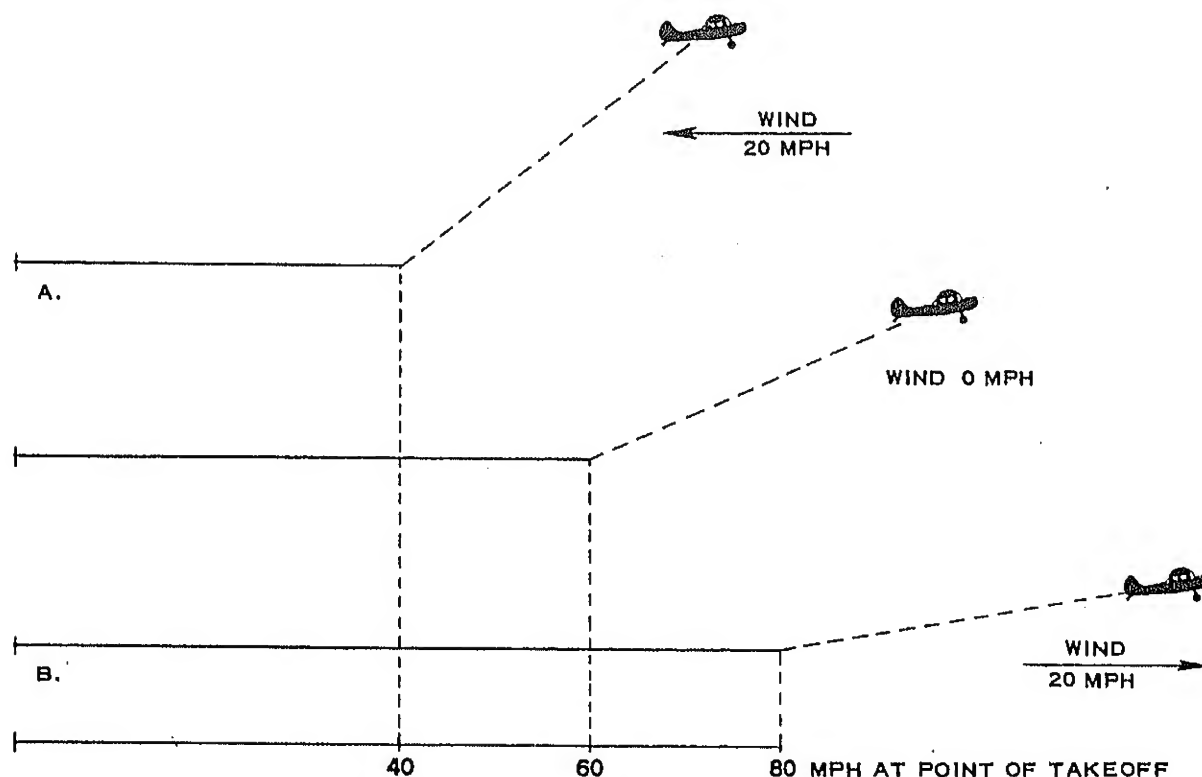 WIND
20 MPH
A.
WIND 0 MPH
B.
WIND
20 MPH
40 60 80 MPH AT POINT OF TAKEOFF